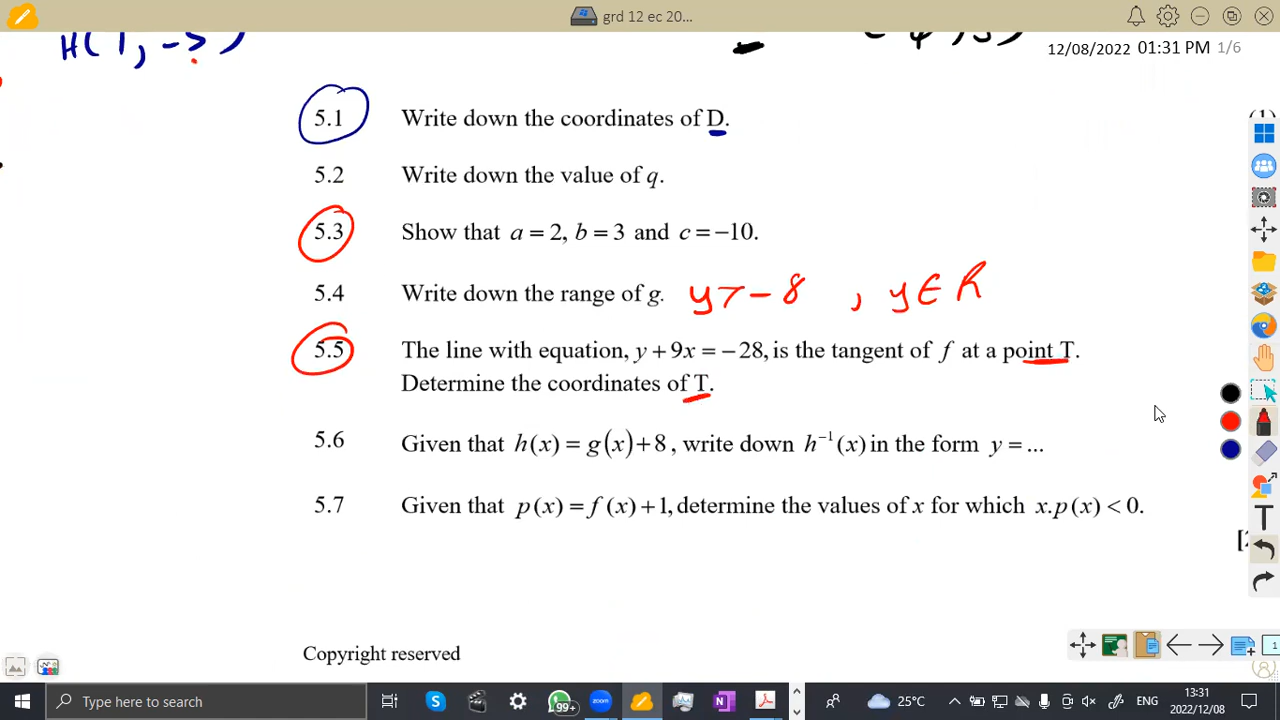 grd 12 ec 20...
12/08/2022 01:31 PM 1/6
H(1, -5)
5.1 Write down the coordinates of D.
5.2 Write down the value of q.
5.3 Show that a = 2, b = 3 and c = −10.
5.4 Write down the range of g. y > -8 , y ∈ R
5.5 The line with equation, y + 9x = −28, is the tangent of f at a point T.
Determine the coordinates of T.
5.6 Given that h(x) = g(x) + 8, write down h⁻¹(x) in the form y = ...
5.7 Given that p(x) = f(x) + 1, determine the values of x for which x.p(x) < 0.
Copyright reserved
Type here to search
99+
zoom
25°C
ENG
13:31
2022/12/08